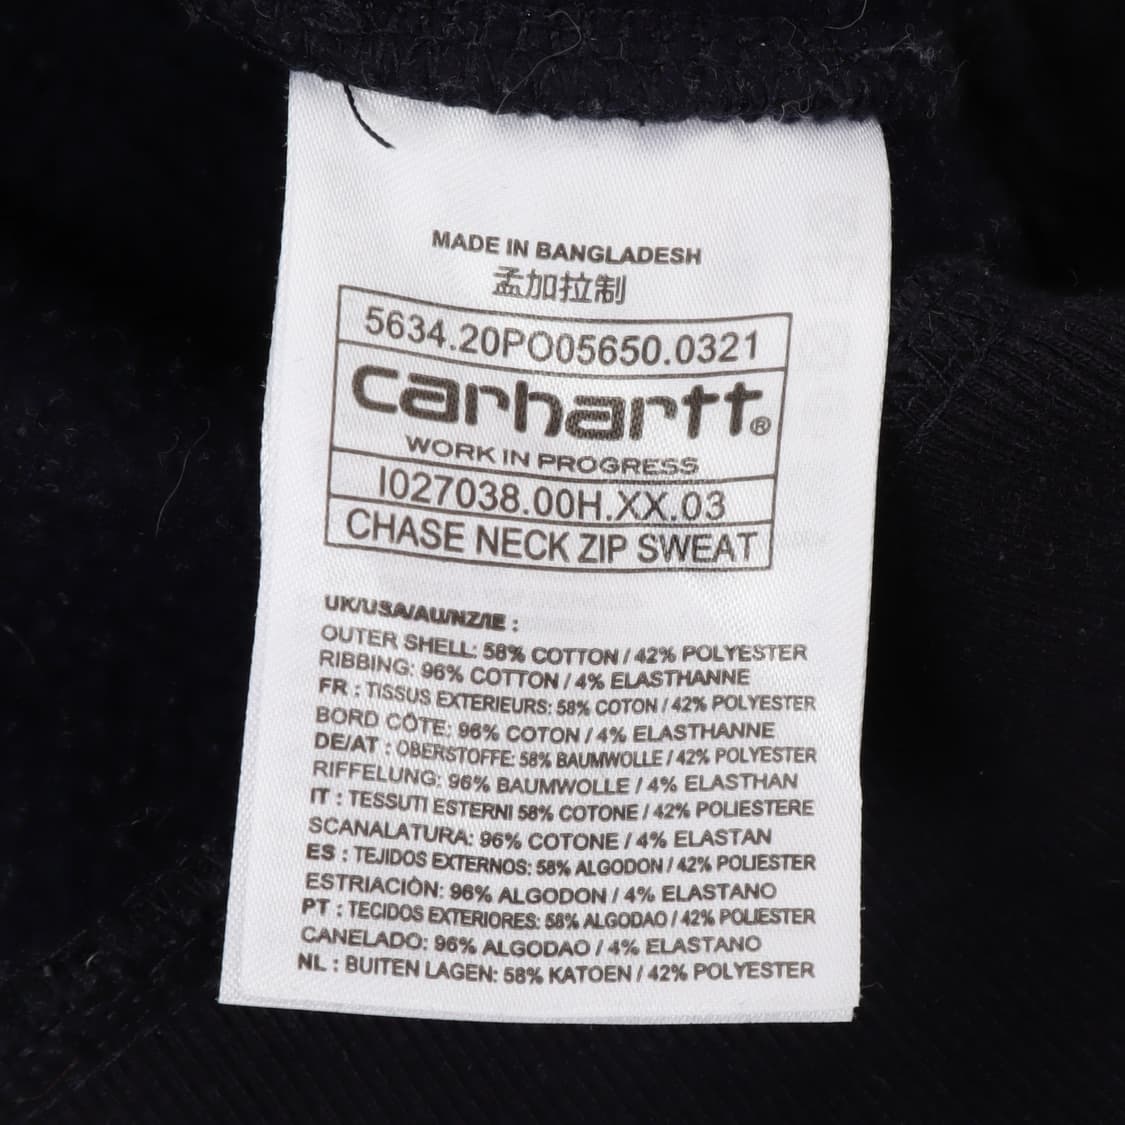 MADE IN BANGLADESH
孟加拉制
5634.20PO05650.0321
carhartt®
WORK IN PROGRESS
I027038.00H.XX.03
CHASE NECK ZIP SWEAT
UK/USA/AU/NZ/IE :
OUTER SHELL: 58% COTTON / 42% POLYESTER
RIBBING: 96% COTTON / 4% ELASTHANNE
FR : TISSUS EXTERIEURS: 58% COTON / 42% POLYESTER
BORD CÔTE: 96% COTON / 4% ELASTHANNE
DE/AT : OBERSTOFFE: 58% BAUMWOLLE / 42% POLYESTER
RIFFELUNG: 96% BAUMWOLLE / 4% ELASTHAN
IT : TESSUTI ESTERNI 58% COTONE / 42% POLIESTERE
SCANALATURA: 96% COTONE / 4% ELASTAN
ES : TEJIDOS EXTERNOS: 58% ALGODON / 42% POLIESTER
ESTRIACIÓN: 96% ALGODON / 4% ELASTANO
PT : TECIDOS EXTERIORES: 58% ALGODAO / 42% POLIESTER
CANELADO: 96% ALGODAO / 4% ELASTANO
NL : BUITEN LAGEN: 58% KATOEN / 42% POLYESTER